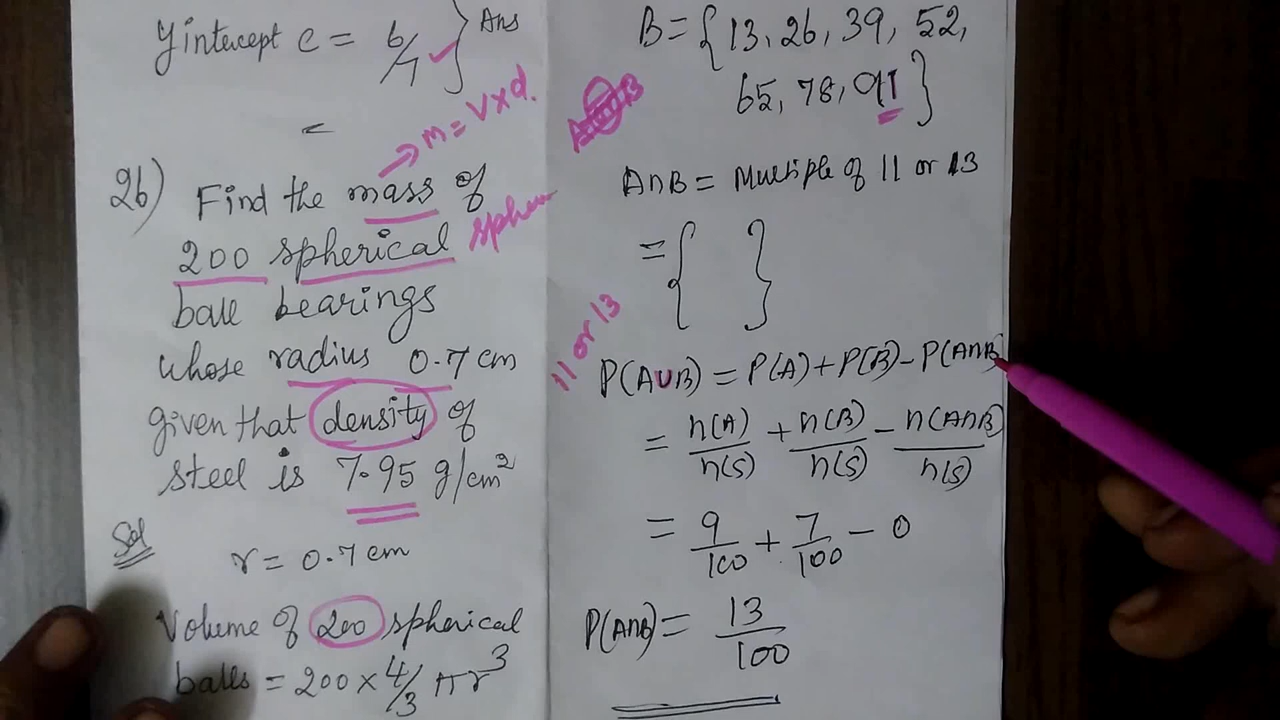 Y intercept c = 6/7 } Ans
→ m = V×d.
26) Find the mass of
200 spherical
ball bearings
whose radius 0.7 cm
given that density of
steel is 7.95 g/cm²
Sol
r = 0.7 cm
Volume of 200 spherical
balls = 200 × 4/3 πr³
B = { 13, 26, 39, 52,
65, 78, 91 }
A∩B = Multiple of 11 or 13
= { }
11 or 13
P(A∪B) = P(A) + P(B) − P(A∩B)
= n(A)/n(S) + n(B)/n(S) − n(A∩B)/n(S)
= 9/100 + 7/100 − 0
P(A∩B) = 13/100